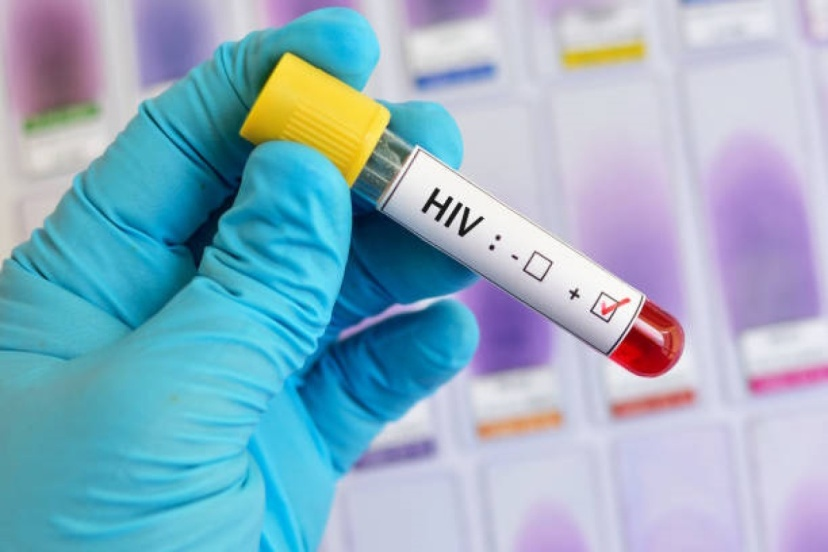 HIV : - ☐ + ☑